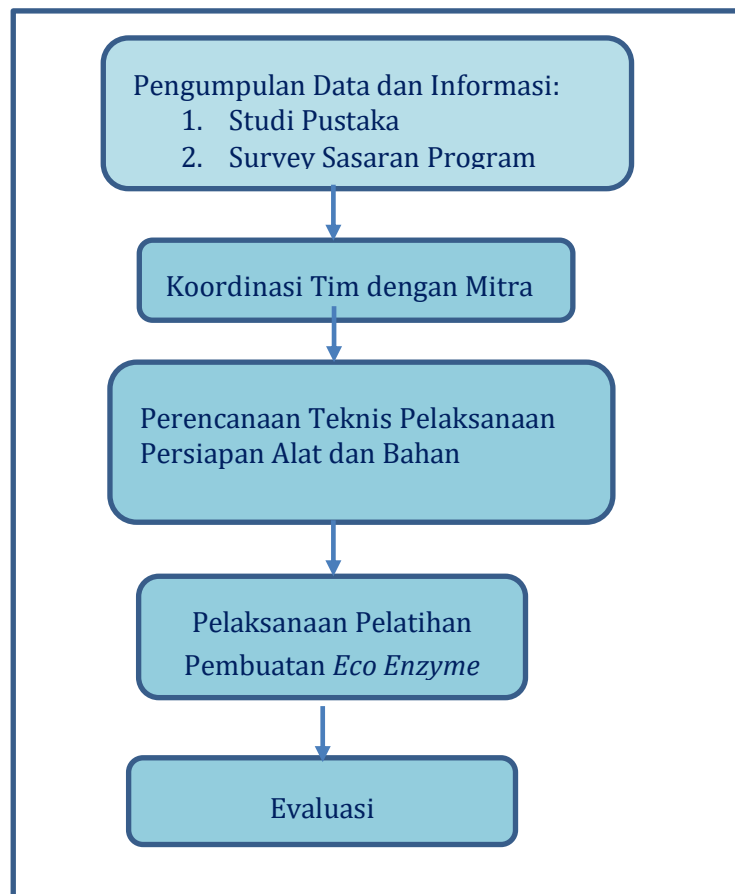 Pengumpulan Data dan Informasi:
1. Studi Pustaka
2. Survey Sasaran Program
Koordinasi Tim dengan Mitra
Perencanaan Teknis Pelaksanaan
Persiapan Alat dan Bahan
Pelaksanaan Pelatihan
Pembuatan Eco Enzyme
Evaluasi